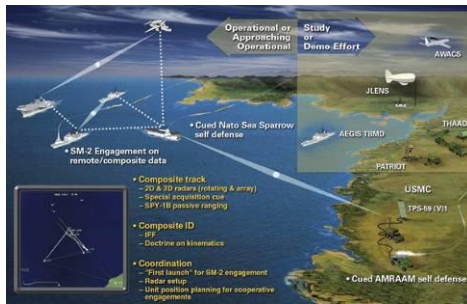 Operational or
Approaching
Operational
Study
or
Demo Effort
AWACS
JLENS
THAAD
AEGIS TBMD
PATRIOT
• Cued Nato Sea Sparrow
self defense
• SM-2 Engagement on
remote/composite data
USMC
TPS-59 (V)1
• Composite track
– 2D & 3D radars (rotating & array)
– Special acquisition cue
– SPY-1B passive ranging
• Composite ID
– IFF
– Doctrine on kinematics
• Coordination
– "First launch" for SM-2 engagement
– Radar setup
– Unit position planning for cooperative
engagements
• Cued AMRAAM self defense